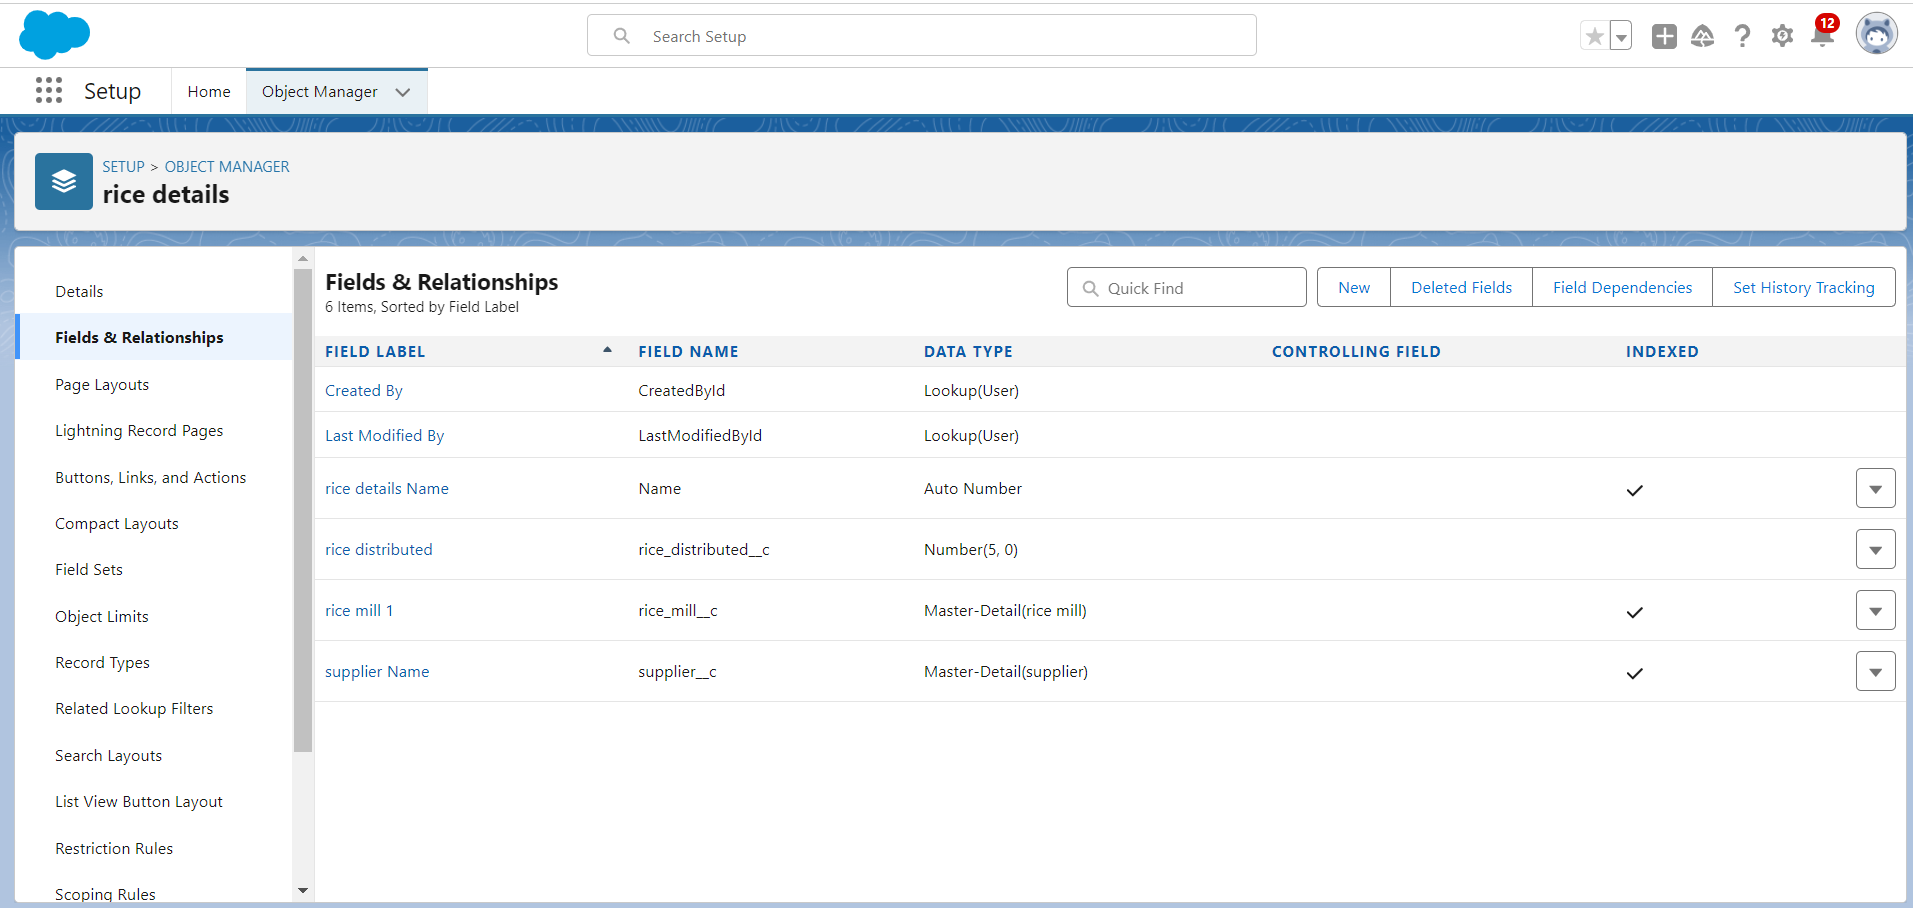 Search Setup
12
Setup
Home
Object Manager
SETUP > OBJECT MANAGER
rice details
Details
Fields & Relationships
Page Layouts
Lightning Record Pages
Buttons, Links, and Actions
Compact Layouts
Field Sets
Object Limits
Record Types
Related Lookup Filters
Search Layouts
List View Button Layout
Restriction Rules
Scoping Rules
Fields & Relationships
6 Items, Sorted by Field Label
Quick Find
New
Deleted Fields
Field Dependencies
Set History Tracking
FIELD LABEL FIELD NAME DATA TYPE CONTROLLING FIELD INDEXED
Created By CreatedById Lookup(User)
Last Modified By LastModifiedById Lookup(User)
rice details Name Name Auto Number
rice distributed rice_distributed__c Number(5, 0)
rice mill 1 rice_mill__c Master-Detail(rice mill)
supplier Name supplier__c Master-Detail(supplier)